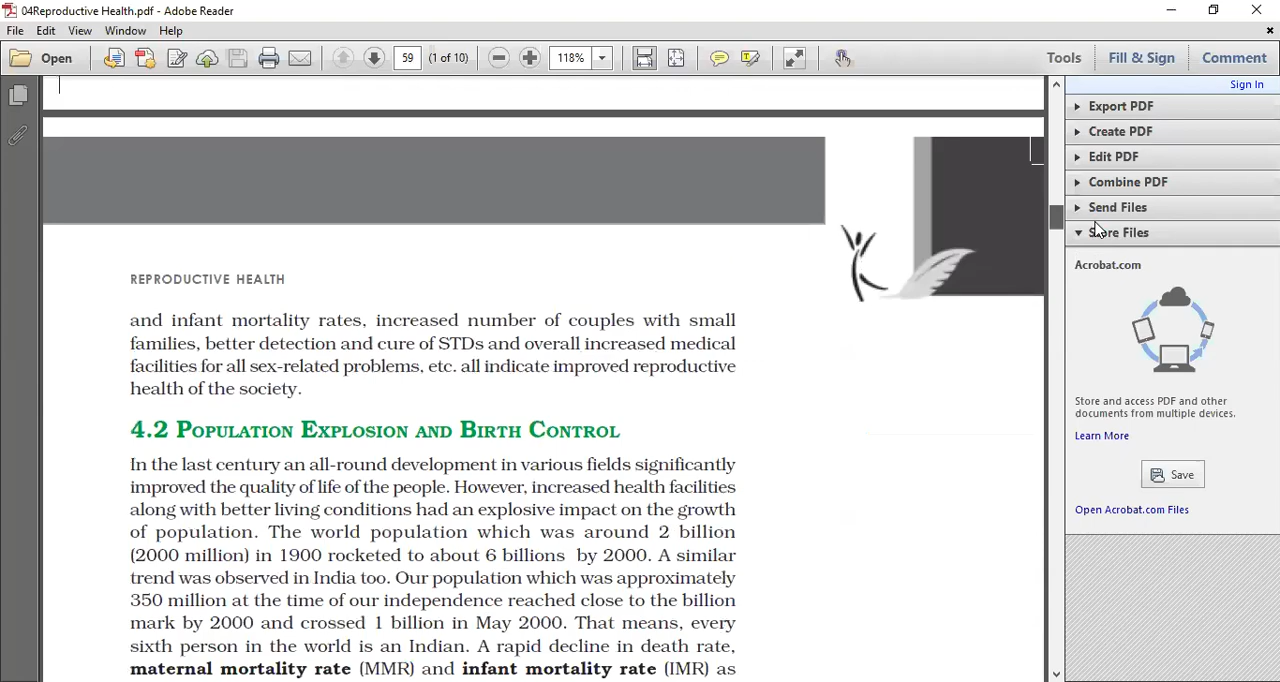 04Reproductive Health.pdf - Adobe Reader
File Edit View Window Help
Open 59 (1 of 10) 118% Tools Fill & Sign Comment
Sign In
Export PDF
Create PDF
Edit PDF
Combine PDF
Send Files
Store Files
Acrobat.com
Store and access PDF and other
documents from multiple devices.
Learn More
Save
Open Acrobat.com Files
REPRODUCTIVE HEALTH
and infant mortality rates, increased number of couples with small
families, better detection and cure of STDs and overall increased medical
facilities for all sex-related problems, etc. all indicate improved reproductive
health of the society.
4.2 POPULATION EXPLOSION AND BIRTH CONTROL
In the last century an all-round development in various fields significantly
improved the quality of life of the people. However, increased health facilities
along with better living conditions had an explosive impact on the growth
of population. The world population which was around 2 billion
(2000 million) in 1900 rocketed to about 6 billions by 2000. A similar
trend was observed in India too. Our population which was approximately
350 million at the time of our independence reached close to the billion
mark by 2000 and crossed 1 billion in May 2000. That means, every
sixth person in the world is an Indian. A rapid decline in death rate,
maternal mortality rate (MMR) and infant mortality rate (IMR) as